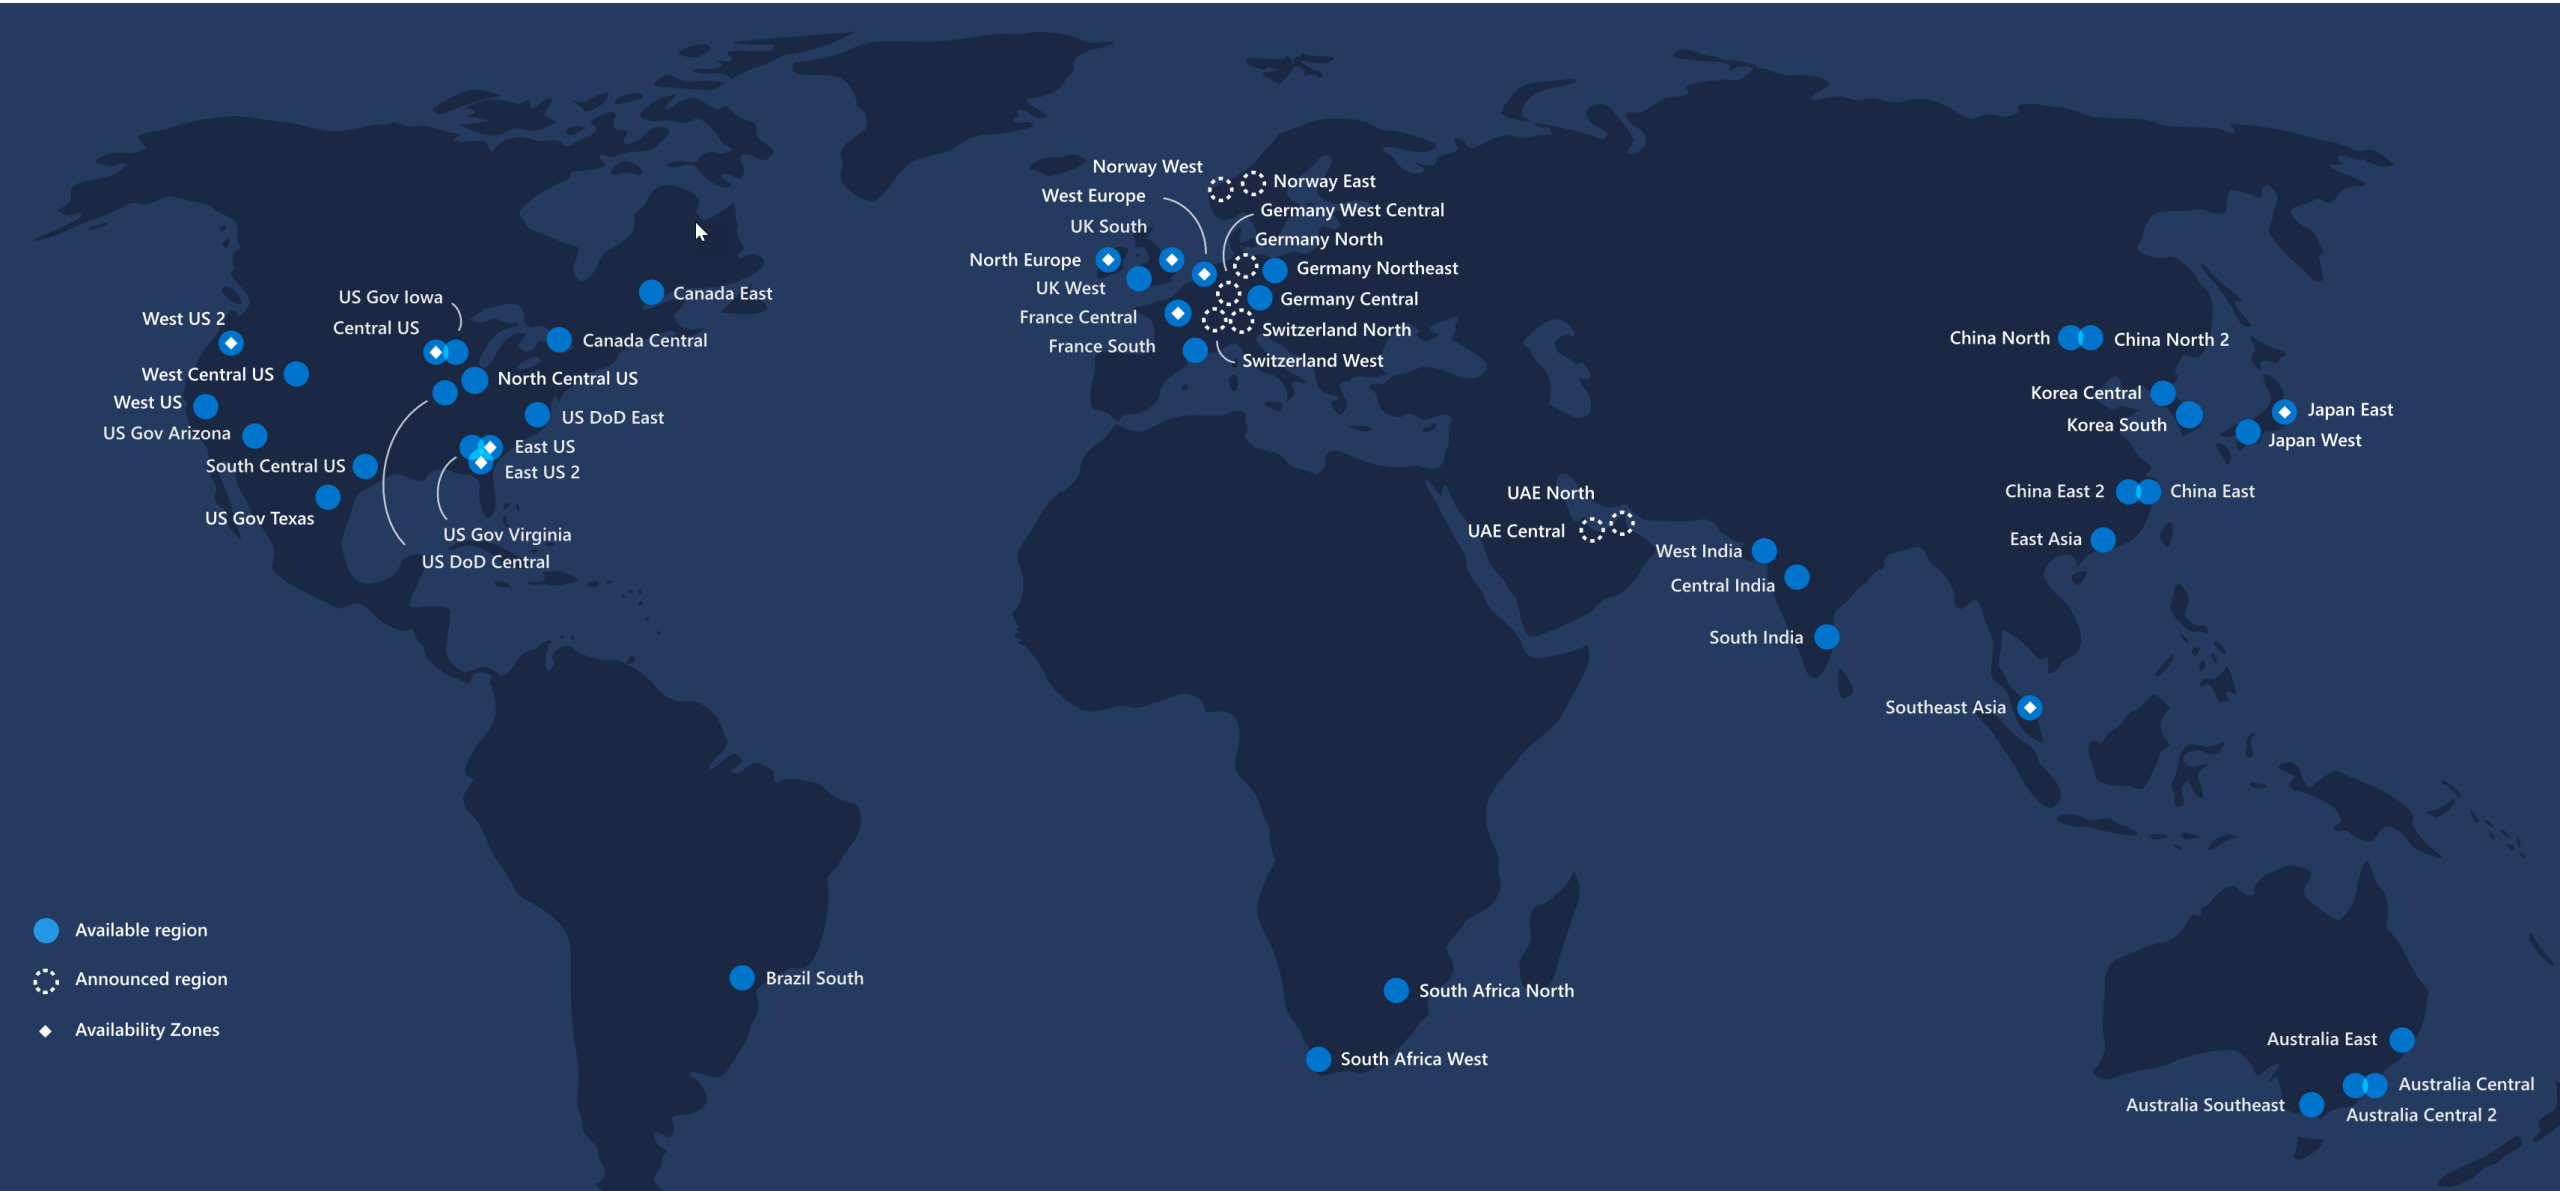 Norway West
Norway East
West Europe
Germany West Central
UK South
Germany North
North Europe
Germany Northeast
UK West
Germany Central
France Central
Switzerland North
France South
Switzerland West
Canada East
US Gov Iowa
West US 2
Central US
Canada Central
West Central US
North Central US
West US
US DoD East
US Gov Arizona
East US
South Central US
East US 2
US Gov Texas
US Gov Virginia
US DoD Central
China North
China North 2
Korea Central
Japan East
Korea South
Japan West
UAE North
China East 2
China East
UAE Central
East Asia
West India
Central India
South India
Southeast Asia
Available region
Announced region
Availability Zones
Brazil South
South Africa North
South Africa West
Australia East
Australia Central
Australia Southeast
Australia Central 2